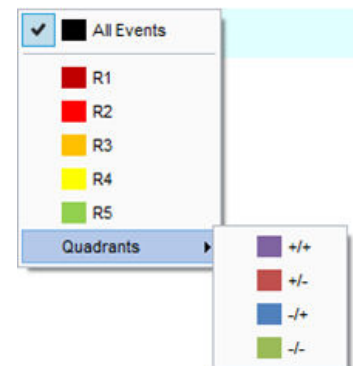 All Events
R1
R2
R3
R4
R5
Quadrants
+/+
+/-
-/+
-/-